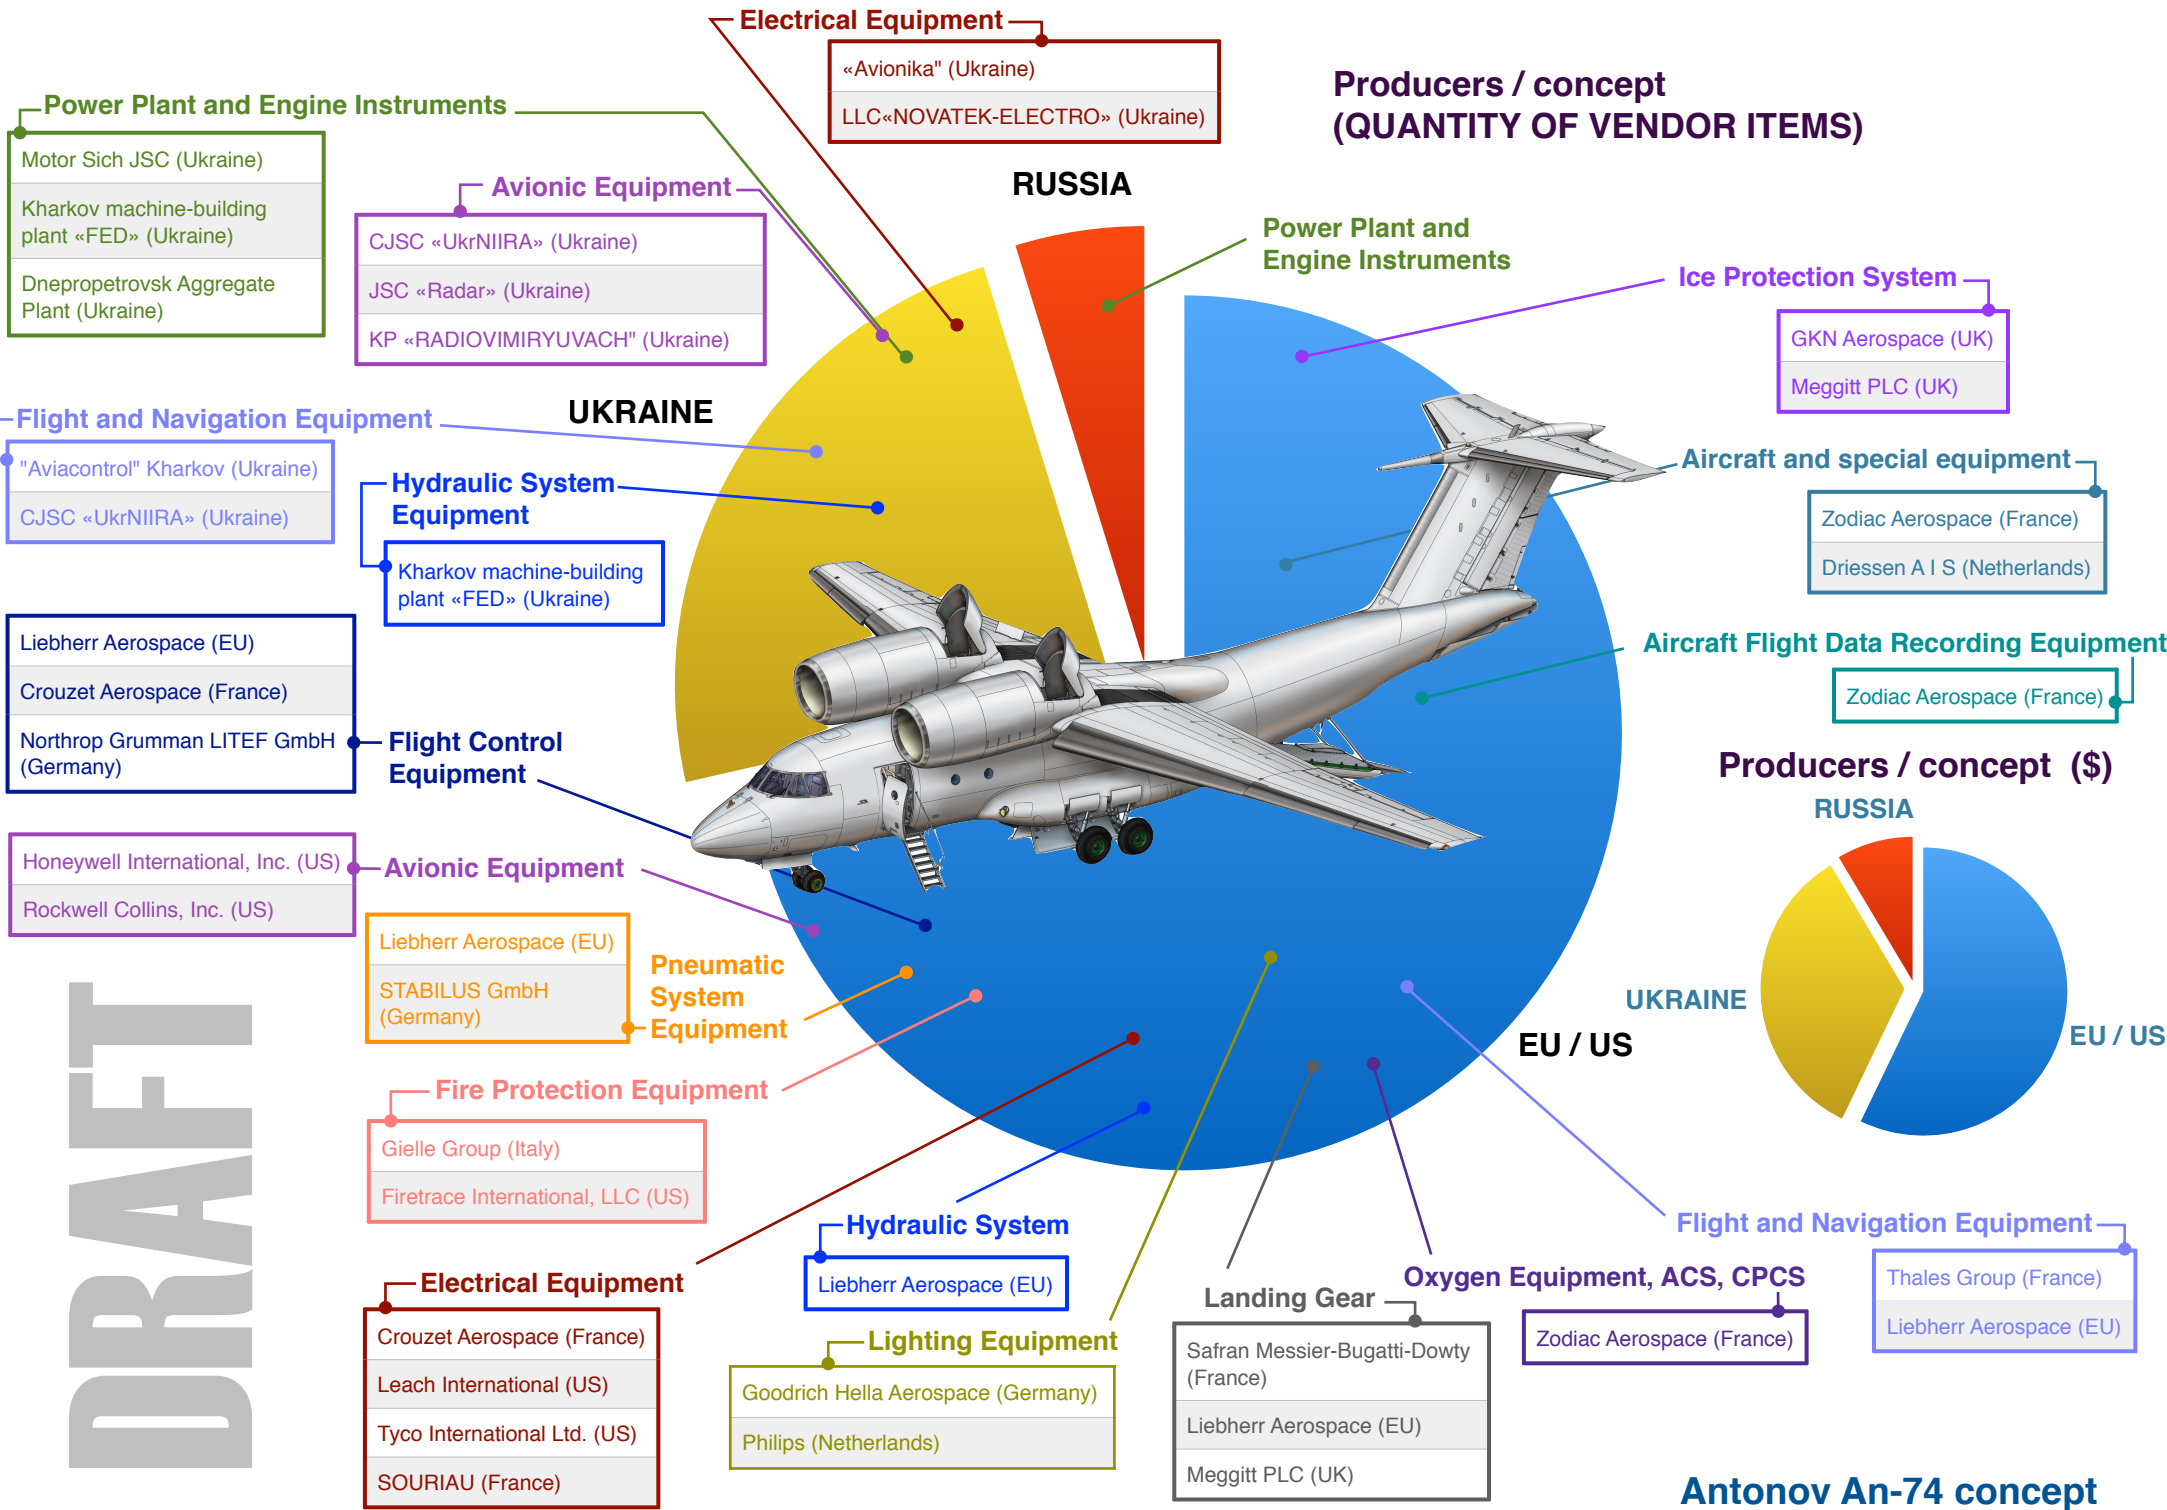 Electrical Equipment
«Avionika" (Ukraine)
LLC«NOVATEK-ELECTRO» (Ukraine)
Producers / concept
(QUANTITY OF VENDOR ITEMS)
Power Plant and Engine Instruments
Motor Sich JSC (Ukraine)
Kharkov machine-building
plant «FED» (Ukraine)
Dnepropetrovsk Aggregate
Plant (Ukraine)
Avionic Equipment
CJSC «UkrNIIRA» (Ukraine)
JSC «Radar» (Ukraine)
KP «RADIOVIMIRYUVACH" (Ukraine)
RUSSIA
Power Plant and
Engine Instruments
Ice Protection System
GKN Aerospace (UK)
Meggitt PLC (UK)
UKRAINE
Flight and Navigation Equipment
"Aviacontrol" Kharkov (Ukraine)
CJSC «UkrNIIRA» (Ukraine)
Hydraulic System
Equipment
Kharkov machine-building
plant «FED» (Ukraine)
Aircraft and special equipment
Zodiac Aerospace (France)
Driessen A I S (Netherlands)
Aircraft Flight Data Recording Equipment
Zodiac Aerospace (France)
Liebherr Aerospace (EU)
Crouzet Aerospace (France)
Northrop Grumman LITEF GmbH
(Germany)
Flight Control
Equipment
Producers / concept ($)
RUSSIA
UKRAINE
EU / US
Honeywell International, Inc. (US)
Rockwell Collins, Inc. (US)
Avionic Equipment
Liebherr Aerospace (EU)
STABILUS GmbH
(Germany)
Pneumatic
System
Equipment
EU / US
Fire Protection Equipment
Gielle Group (Italy)
Firetrace International, LLC (US)
Hydraulic System
Liebherr Aerospace (EU)
Electrical Equipment
Crouzet Aerospace (France)
Leach International (US)
Tyco International Ltd. (US)
SOURIAU (France)
Lighting Equipment
Goodrich Hella Aerospace (Germany)
Philips (Netherlands)
Landing Gear
Safran Messier-Bugatti-Dowty
(France)
Liebherr Aerospace (EU)
Meggitt PLC (UK)
Oxygen Equipment, ACS, CPCS
Zodiac Aerospace (France)
Flight and Navigation Equipment
Thales Group (France)
Liebherr Aerospace (EU)
DRAFT
Antonov An-74 concept